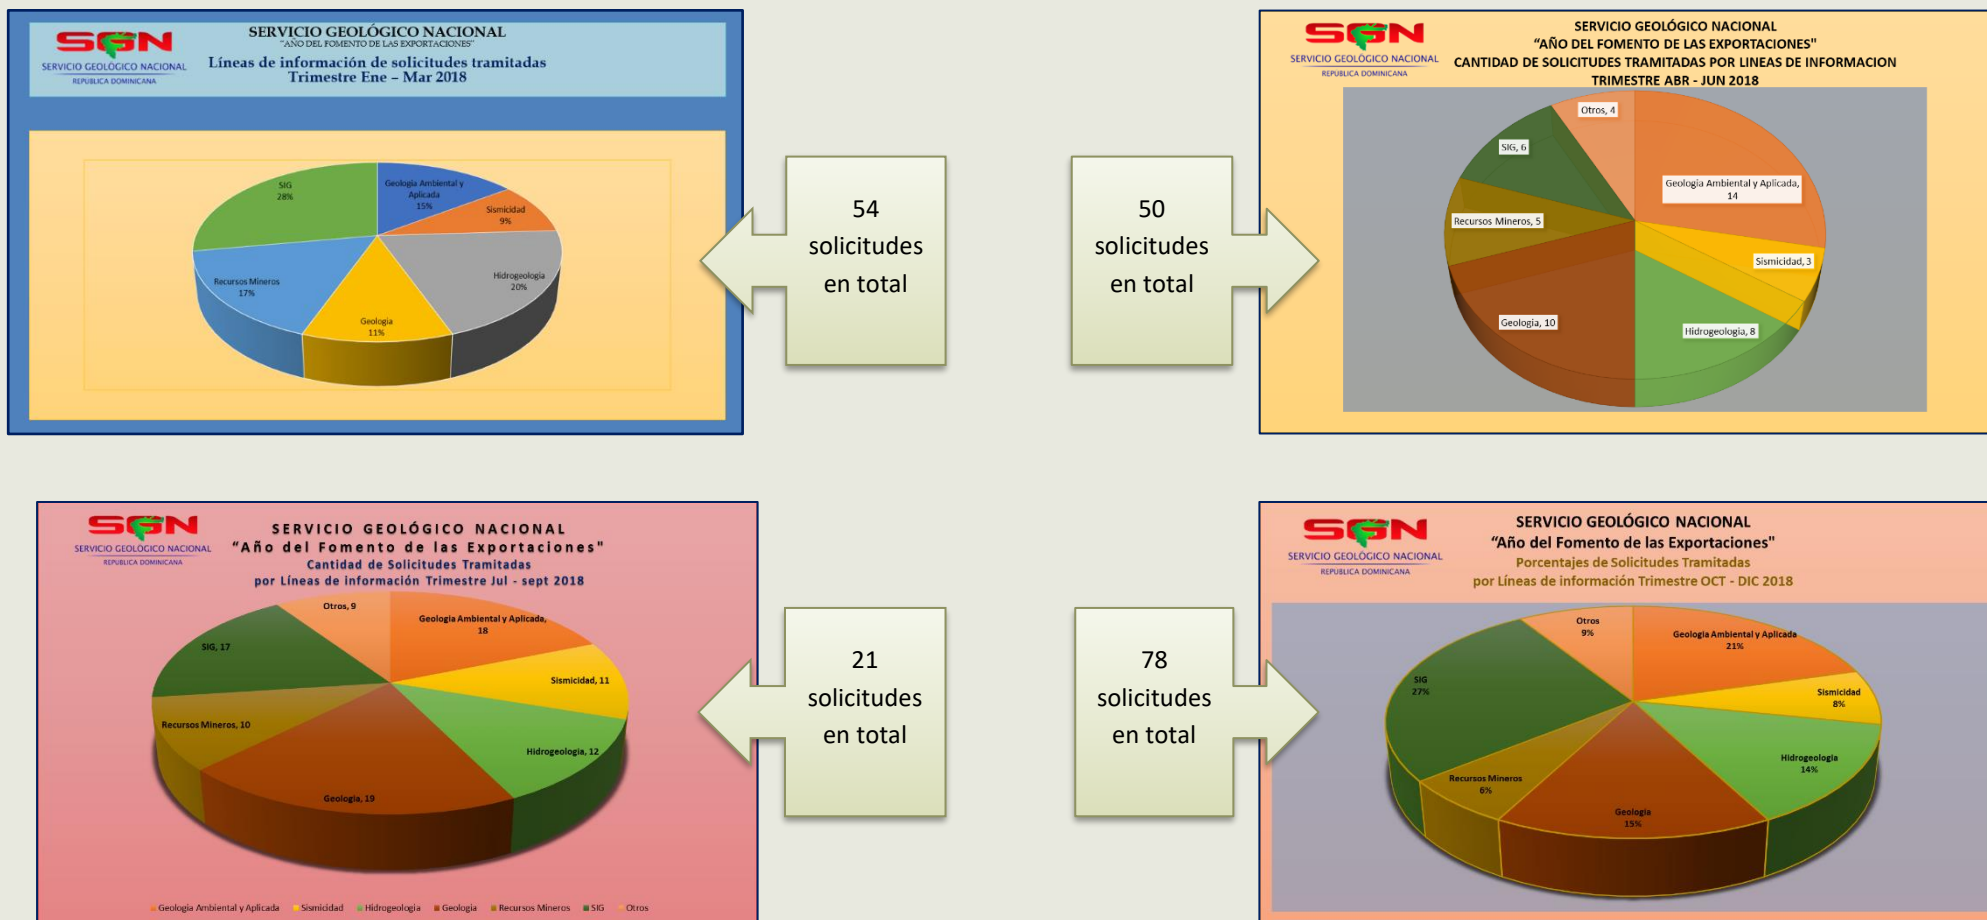 SGN
SERVICIO GEOLÓGICO NACIONAL
REPUBLICA DOMINICANA
SERVICIO GEOLÓGICO NACIONAL
"AÑO DEL FOMENTO DE LAS EXPORTACIONES"
Líneas de información de solicitudes tramitadas
Trimestre Ene – Mar 2018
SIG
28%
Geologia Ambiental y
Aplicada
15%
Sismicidad
9%
Hidrogeologia
20%
Geologia
11%
Recursos Mineros
17%
54
solicitudes
en total
50
solicitudes
en total
SGN
SERVICIO GEOLÓGICO NACIONAL
REPUBLICA DOMINICANA
SERVICIO GEOLÓGICO NACIONAL
“AÑO DEL FOMENTO DE LAS EXPORTACIONES"
CANTIDAD DE SOLICITUDES TRAMITADAS POR LINEAS DE INFORMACION
TRIMESTRE ABR - JUN 2018
Otros, 4
SIG, 6
Geologia Ambiental y Aplicada,
14
Recursos Mineros, 5
Sismicidad, 3
Geologia, 10
Hidrogeologia, 8
SGN
SERVICIO GEOLÓGICO NACIONAL
REPUBLICA DOMINICANA
SERVICIO GEOLÓGICO NACIONAL
“Año del Fomento de las Exportaciones"
Cantidad de Solicitudes Tramitadas
por Líneas de información Trimestre Jul - sept 2018
Otros, 9
Geologia Ambiental y Aplicada,
18
SIG, 17
Sismicidad, 11
Recursos Mineros, 10
Hidrogeologia, 12
Geologia, 19
Geologia Ambiental y Aplicada Sismicidad Hidrogeologia Geologia Recursos Mineros SIG Otros
21
solicitudes
en total
78
solicitudes
en total
SGN
SERVICIO GEOLÓGICO NACIONAL
REPUBLICA DOMINICANA
SERVICIO GEOLÓGICO NACIONAL
“Año del Fomento de las Exportaciones"
Porcentajes de Solicitudes Tramitadas
por Líneas de información Trimestre OCT - DIC 2018
Otros
9%
Geologia Ambiental y Aplicada
21%
SIG
27%
Sismicidad
8%
Hidrogeologia
14%
Recursos Mineros
6%
Geologia
15%